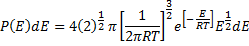 P(E)dE = 4(2)^{1/2} π [1/(2πRT)]^{3/2} e^{[-E/RT]} E^{1/2} dE